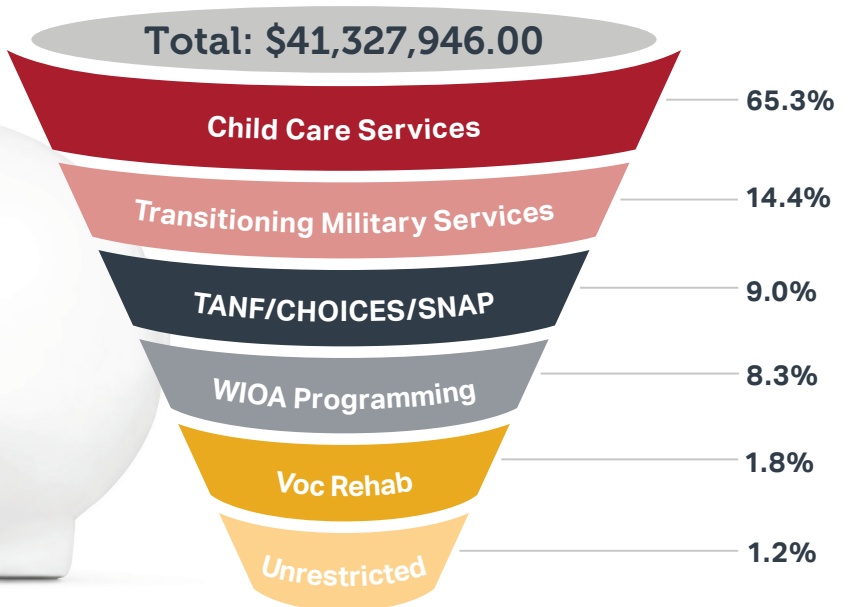 Total: $41,327,946.00
Child Care Services
65.3%
Transitioning Military Services
14.4%
TANF/CHOICES/SNAP
9.0%
WIOA Programming
8.3%
Voc Rehab
1.8%
Unrestricted
1.2%